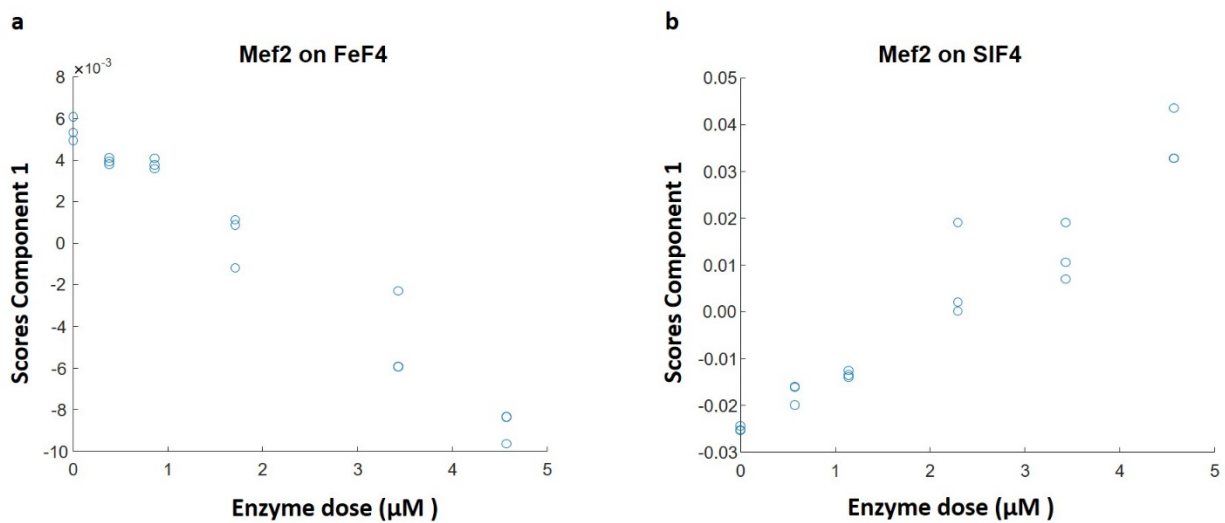 a
Mef2 on FeF4
×10⁻³
8
6
4
2
0
-2
-4
-6
-8
-10
Scores Component 1
0 1 2 3 4 5
Enzyme dose (µM )
b
Mef2 on SIF4
0.05
0.04
0.03
0.02
0.01
0.00
-0.01
-0.02
-0.03
Scores Component 1
0 1 2 3 4 5
Enzyme dose (µM )